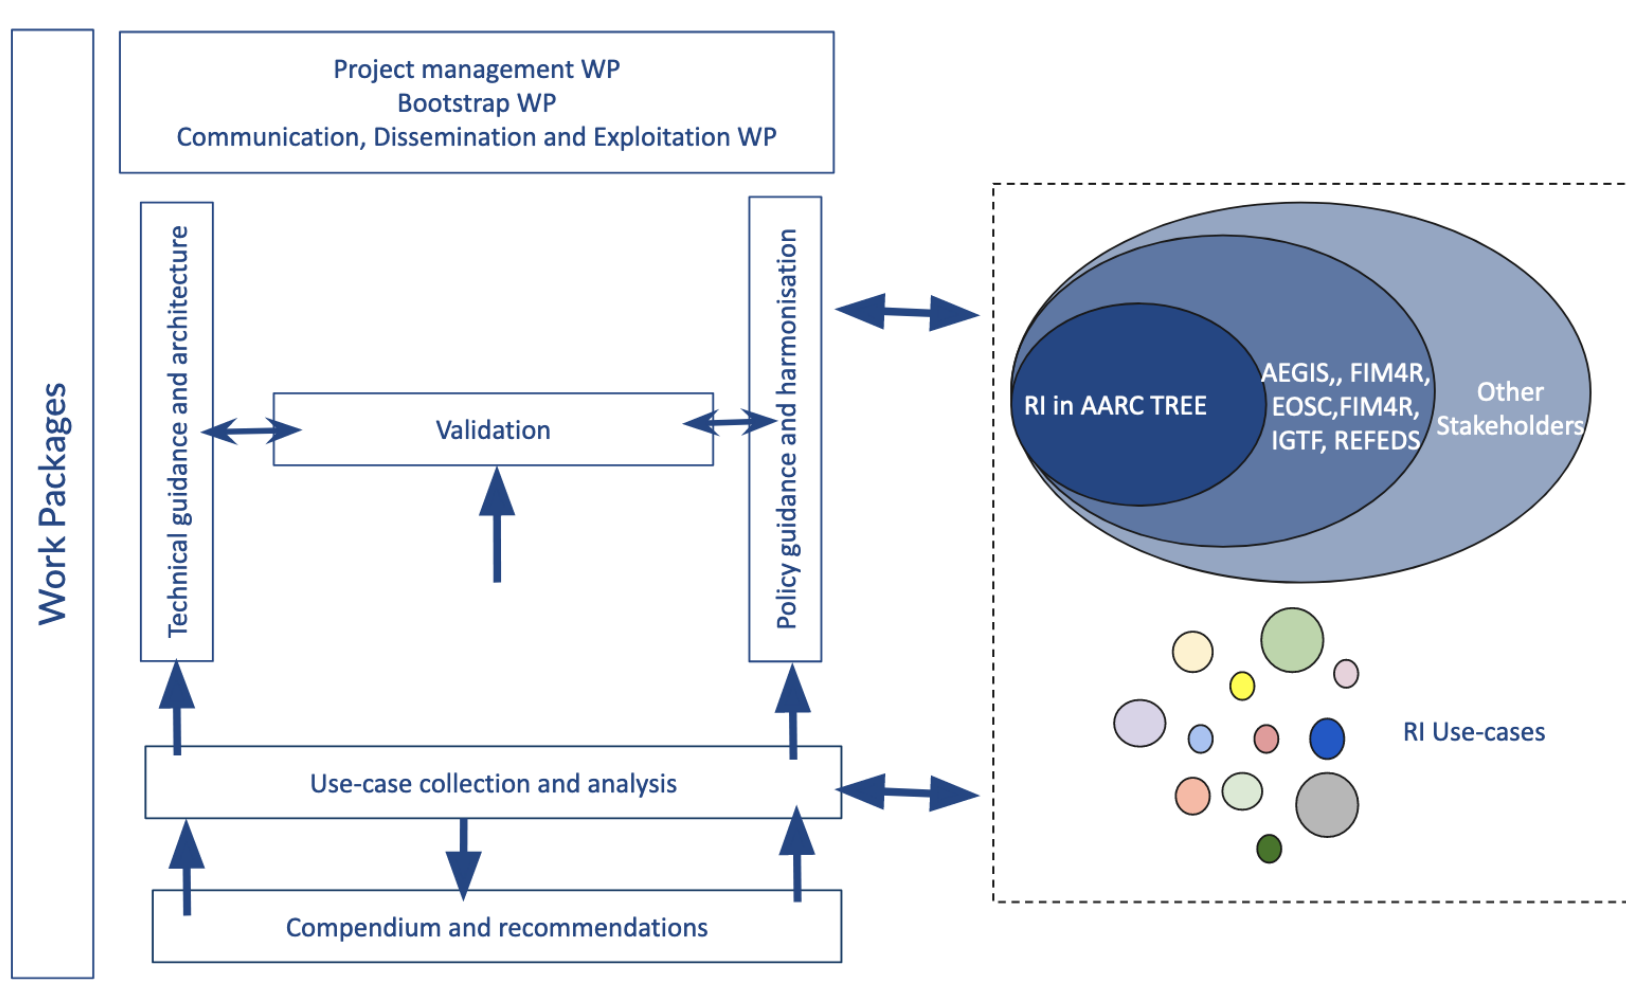 Work Packages
Project management WP
Bootstrap WP
Communication, Dissemination and Exploitation WP
Technical guidance and architecture
Validation
Policy guidance and harmonisation
Use-case collection and analysis
Compendium and recommendations
RI in AARC TREE
AEGIS,, FIM4R,
EOSC,FIM4R,
IGTF, REFEDS
Other
Stakeholders
RI Use-cases